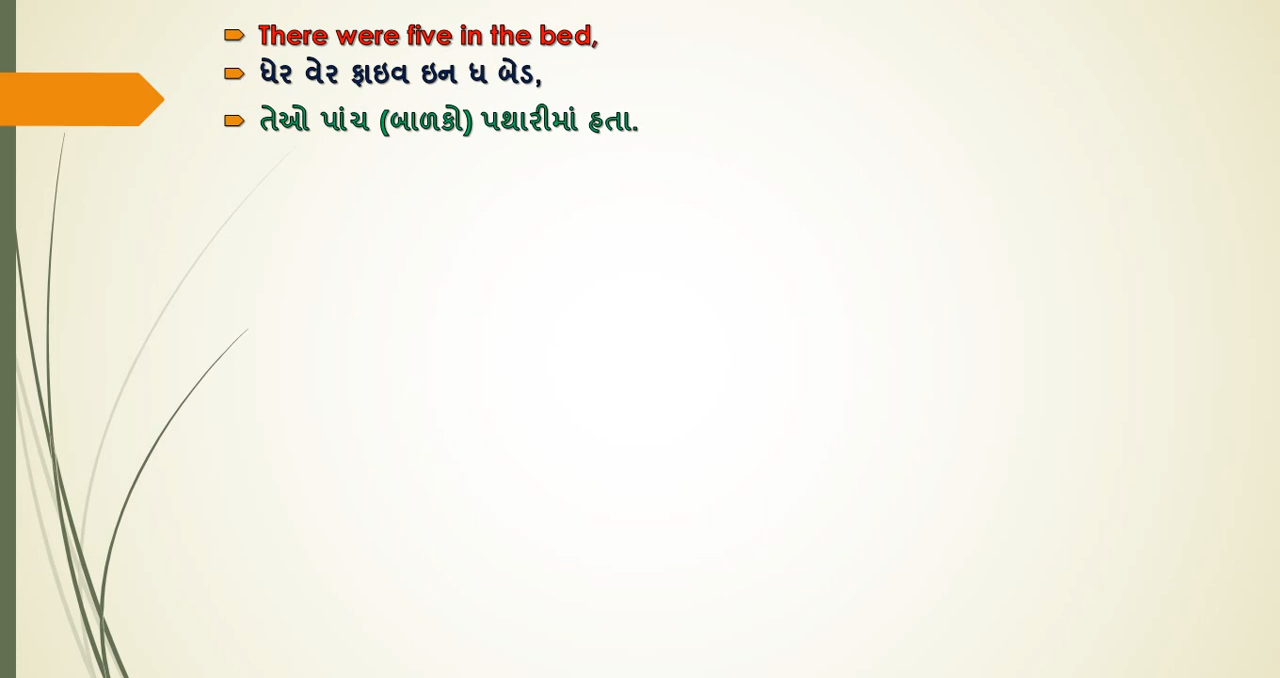 There were five in the bed,
ધેર વેર ફાઇવ ઇન ધ બેડ,
તેઓ પાંચ (બાળકો) પથારીમાં હતા.